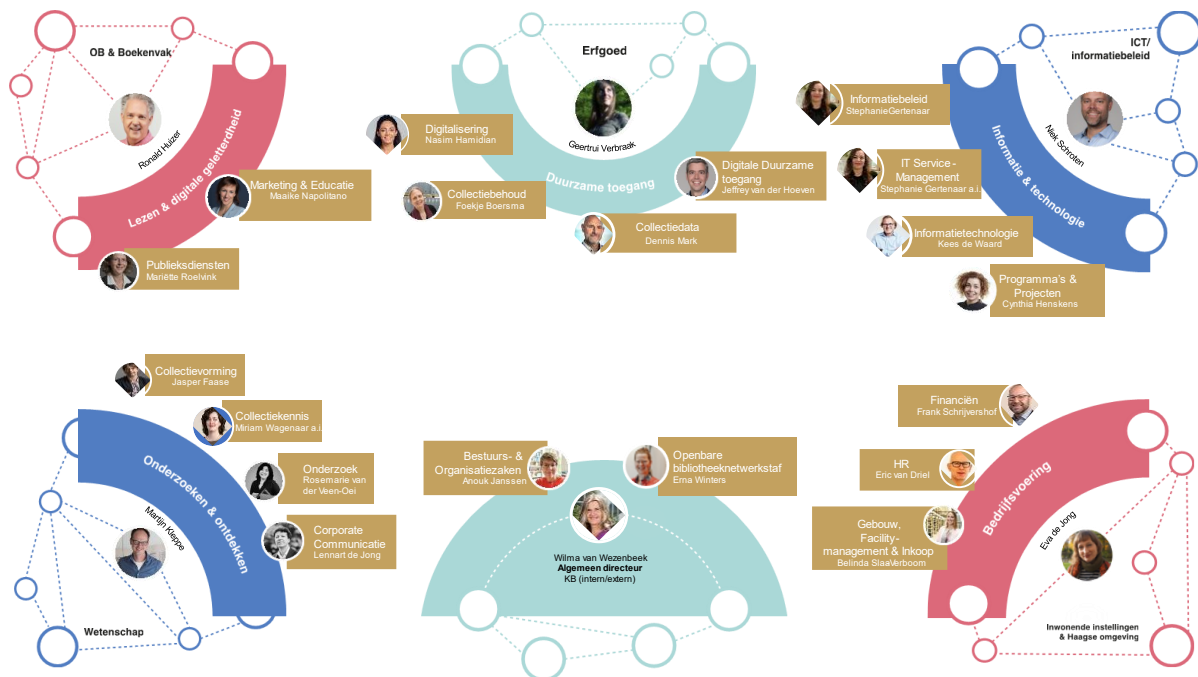 OB & Boekenvak
Ronald Huizer
Lezen & digitale geletterdheid
Marketing & Educatie
Maaike Napolitano
Publieksdiensten
Mariëtte Roelvink
Erfgoed
Geertrui Verbraak
Duurzame toegang
Digitalisering
Nasim Hamidian
Collectiebehoud
Foekje Boersma
Collectiedata
Dennis Mark
Digitale Duurzame
toegang
Jeffrey van der Hoeven
ICT/
informatiebeleid
Niek Schroten
Informatie & technologie
Informatiebeleid
StephanieGertenaar
IT Service -
Management
Stephanie Gertenaar a.i.
Informatietechnologie
Kees de Waard
Programma's &
Projecten
Cynthia Henskens
Collectievorming
Jasper Faase
Collectiekennis
Miriam Wagenaar a.i.
Onderzoek
Rosemarie van
der Veen-Oei
Corporate
Communicatie
Lennart de Jong
Onderzoeken & ontdekken
Martijn Kleppe
Wetenschap
Bestuurs- &
Organisatiezaken
Anouk Janssen
Openbare
bibliotheeknetwerkstaf
Erna Winters
Wilma van Wezenbeek
Algemeen directeur
KB (intern/extern)
Financiën
Frank Schrijvershof
HR
Eric van Driel
Gebouw,
Facility-
management & Inkoop
Belinda SlaaVerboom
Bedrijfsvoering
Eva de Jong
Inwonende instellingen
& Haagse omgeving